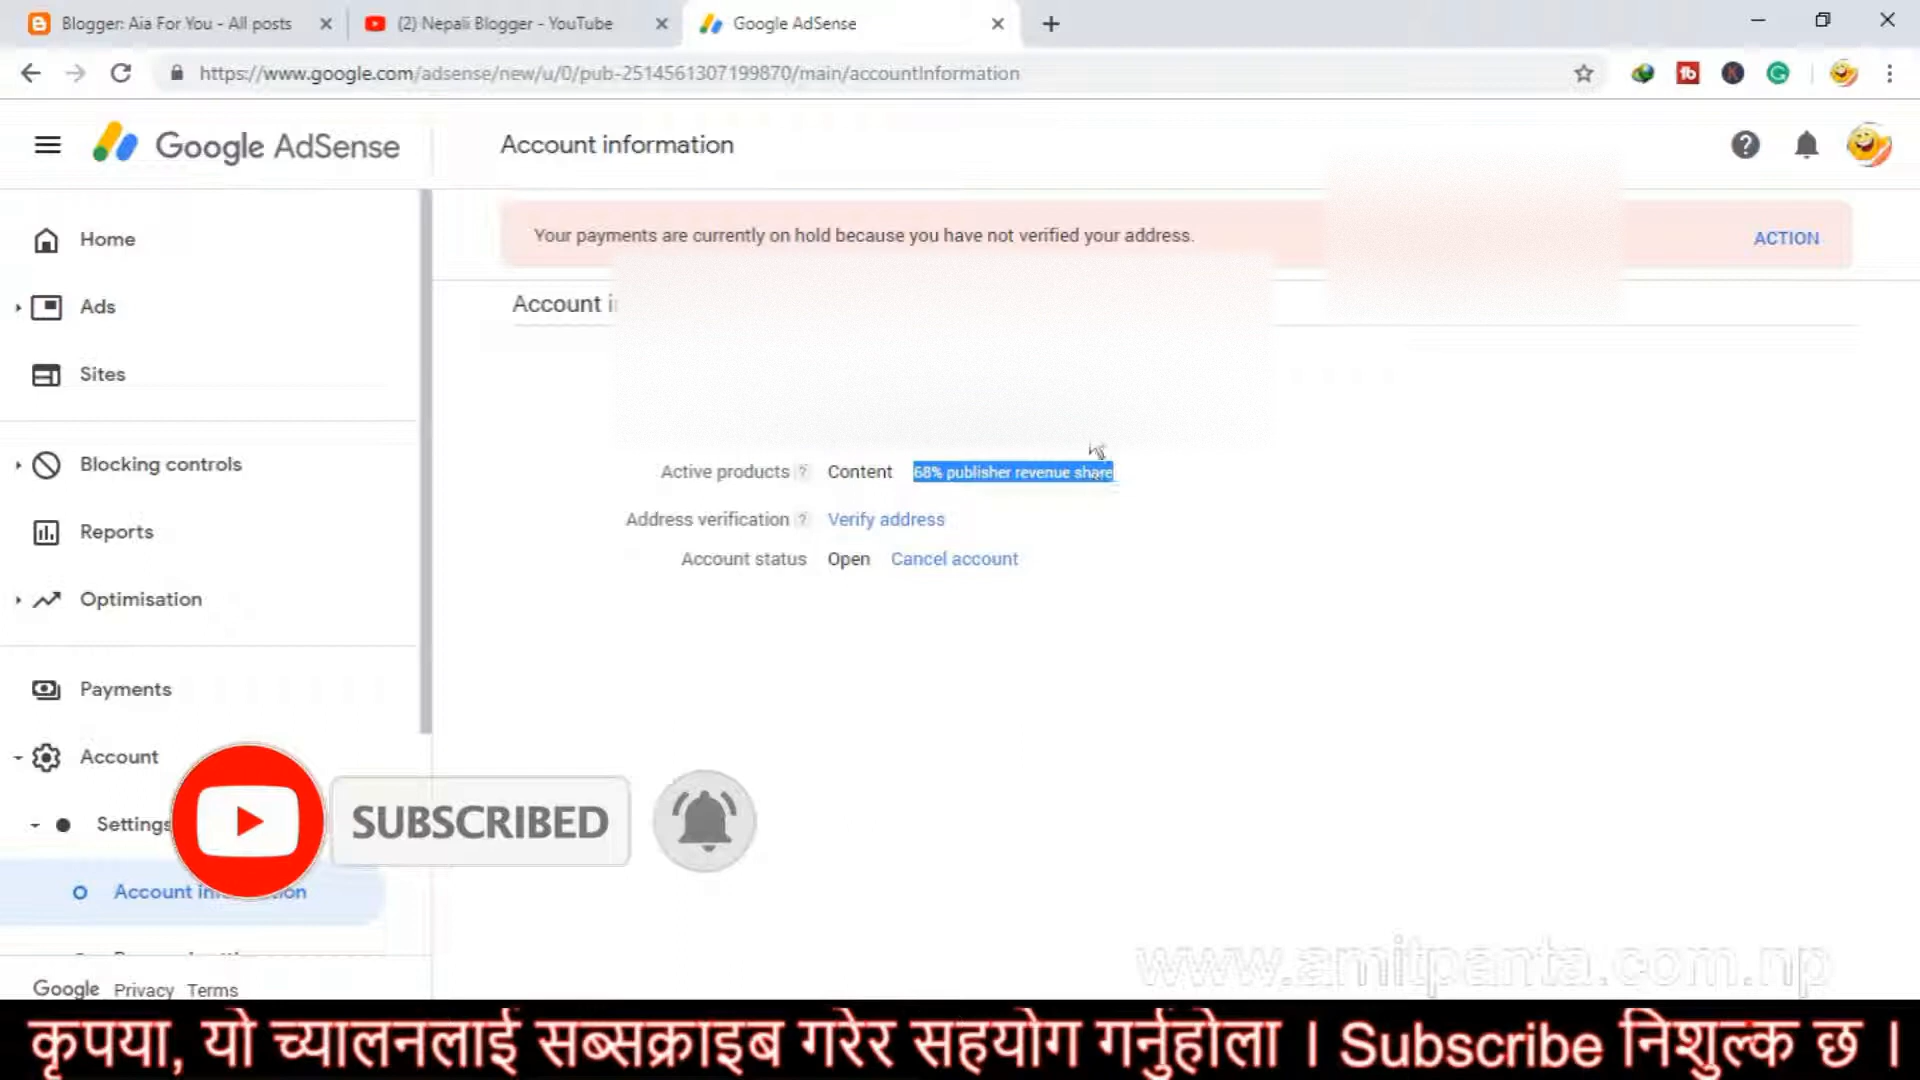 Blogger: Aia For You - All posts
(2) Nepali Blogger - YouTube
Google AdSense
https://www.google.com/adsense/new/u/0/pub-2514561307199870/main/accountInformation
Google AdSense
Account information
Your payments are currently on hold because you have not verified your address.
ACTION
Home
Ads
Sites
Blocking controls
Reports
Optimisation
Payments
Account
Settings
Account
Account
Active products ? Content 68% publisher revenue share
Address verification ? Verify address
Account status Open Cancel account
SUBSCRIBED
Google Privacy Terms
www.amitpanta.com.np
कृपया, यो च्यालनलाई सब्सक्राइब गरेर सहयोग गर्नुहोला । Subscribe निशुल्क छ ।